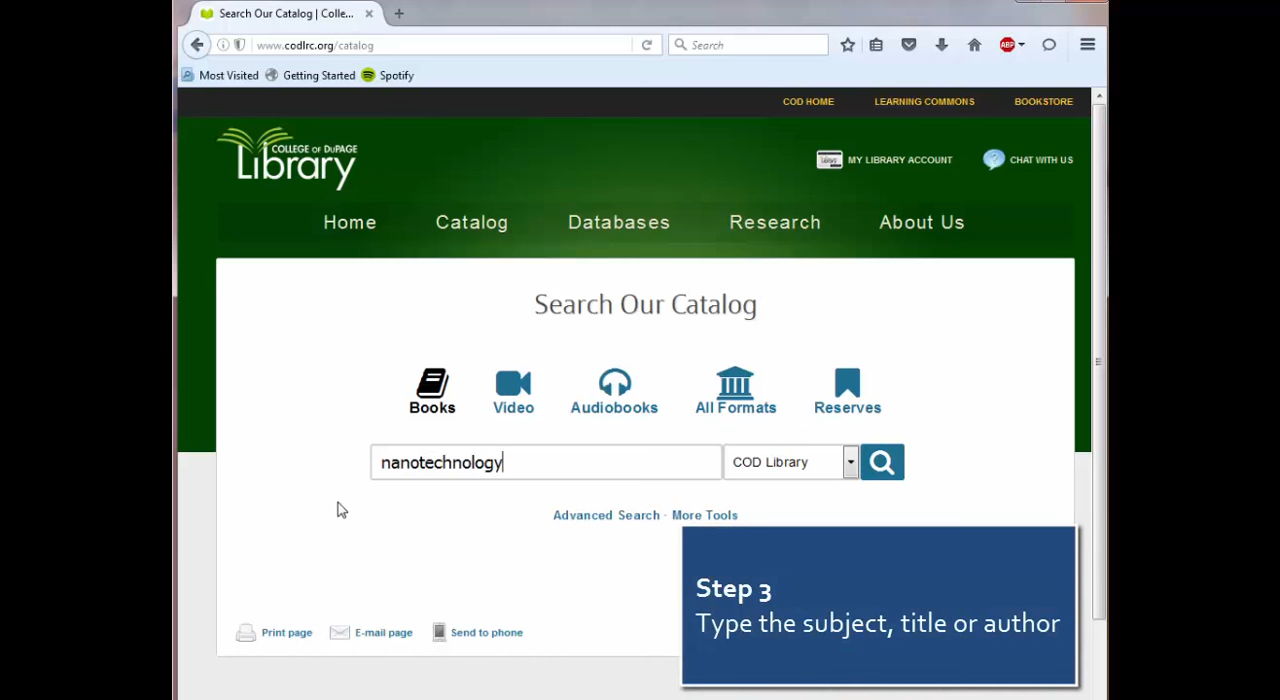 Search Our Catalog | Colle...
www.codlrc.org/catalog
Search
ABP
Most Visited Getting Started Spotify
COD HOME LEARNING COMMONS BOOKSTORE
COLLEGE OF DUPAGE
Library
MY LIBRARY ACCOUNT CHAT WITH US
Home Catalog Databases Research About Us
Search Our Catalog
Books Video Audiobooks All Formats Reserves
nanotechnology COD Library
Advanced Search · More Tools
Step 3
Type the subject, title or author
Print page E-mail page Send to phone